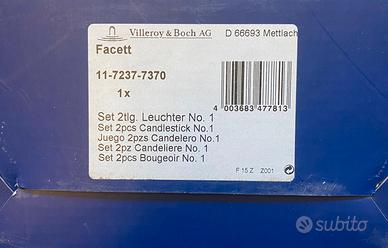 Villeroy & Boch AG D 66693 Mettlach
Facett
11-7237-7370
1x
4 003683 477813
Set 2tlg. Leuchter No. 1
Set 2pcs Candlestick No.1
Juego 2pzs Candelero No. 1
Set 2pz Candeliere No. 1
Set 2pcs Bougeoir No. 1
F 15 Z Z001
subito